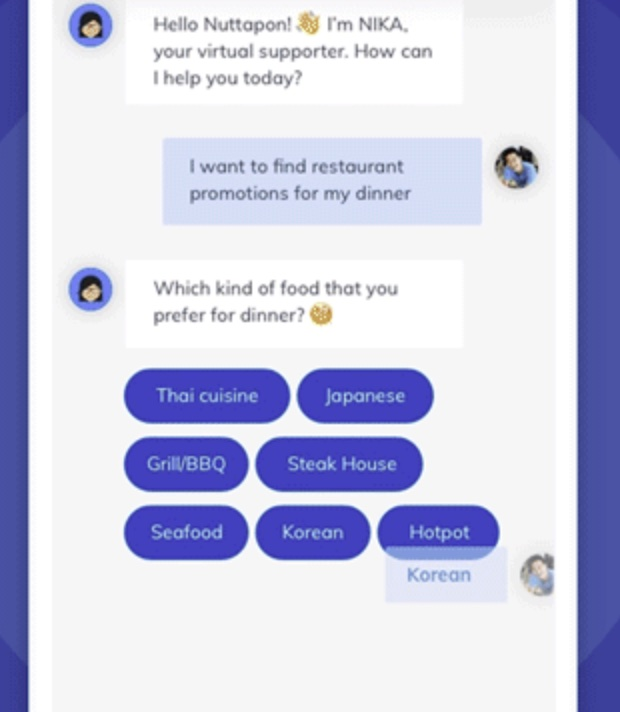 Hello Nuttapon! 👋 I'm NIKA,
your virtual supporter. How can
I help you today?
I want to find restaurant
promotions for my dinner
Which kind of food that you
prefer for dinner?
Thai cuisine
Japanese
Grill/BBQ
Steak House
Seafood
Korean
Hotpot
Korean